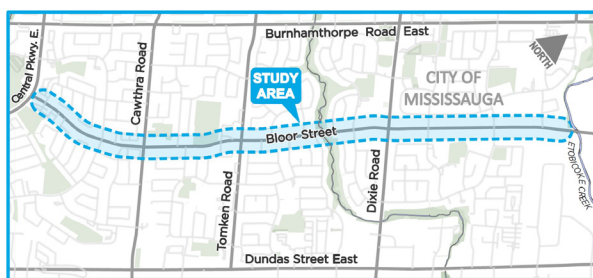 Burnhamthorpe Road East
NORTH
Central Pkwy. E.
Cawthra Road
STUDY
AREA
CITY OF
MISSISSAUGA
Bloor Street
Tomken Road
Dixie Road
ETOBICOKE CREEK
Dundas Street East